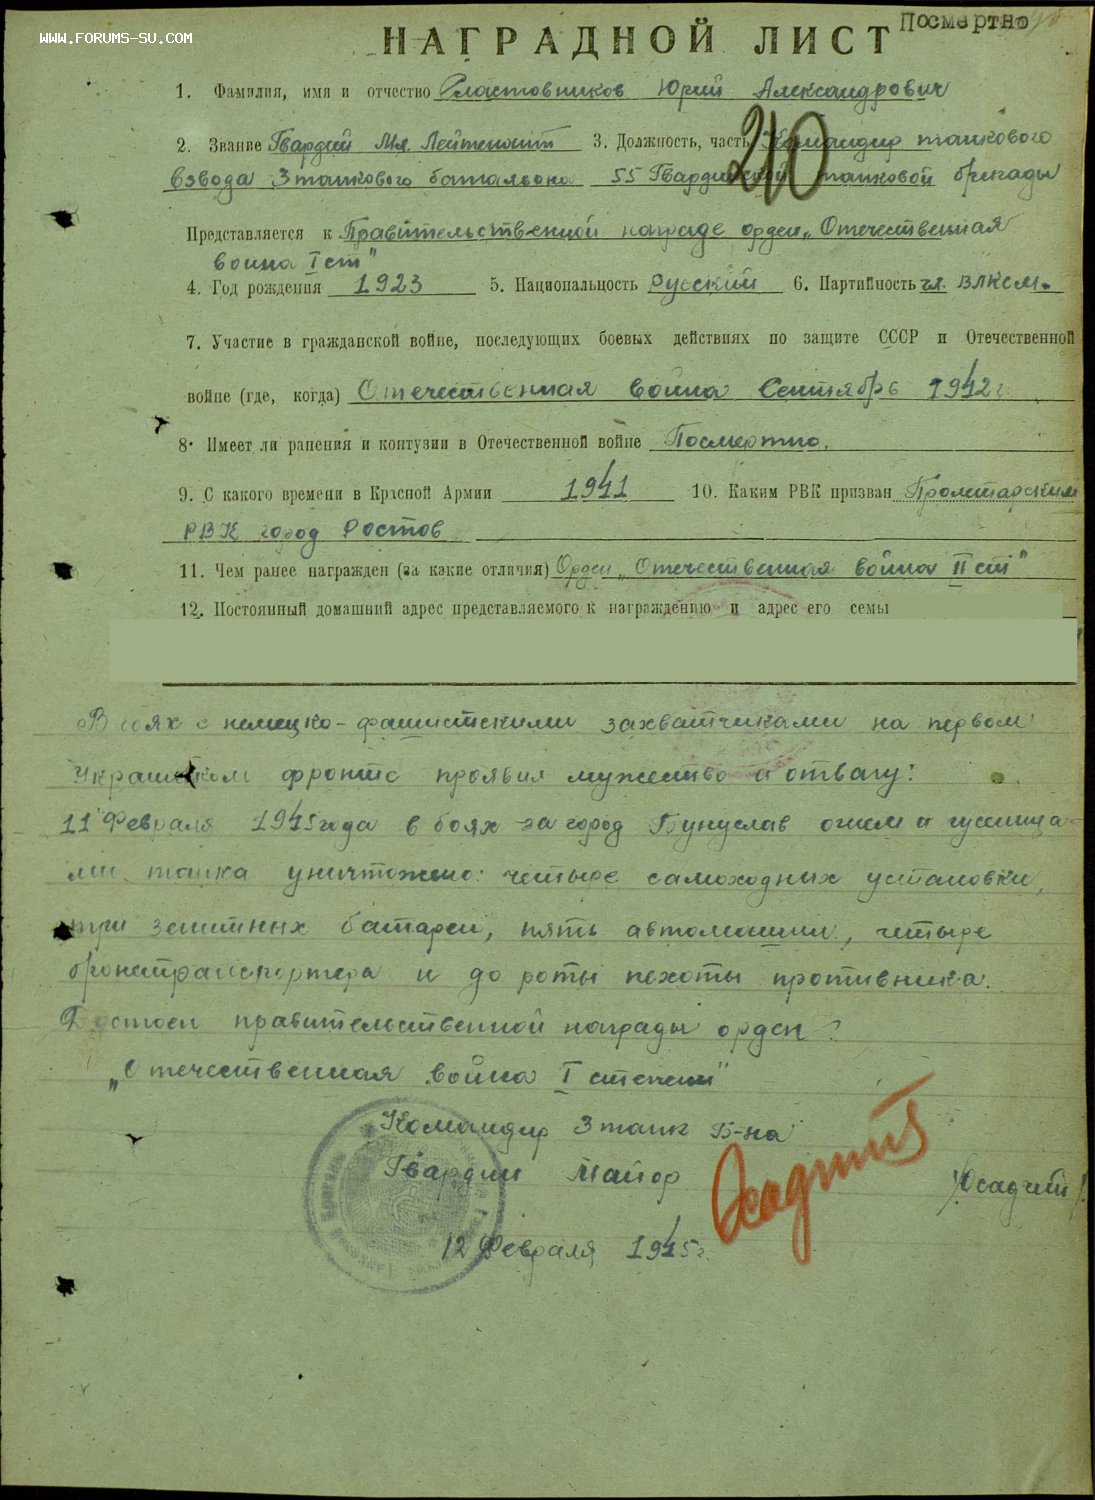 WWW.FORUMS-SU.COM
Посмертно
НАГРАДНОЙ ЛИСТ
1. Фамилия, имя и отчество Пластовников Юрий Александрович
2. Звание Гвардий Мл Лейтенант 3. Должность, часть Командир танкового
взвода 3 танкового батальона 55 Гвардейской танковой бригады
210
Представляется к Правительственной награде орден „Отечественная
война I ст"
4. Год рождения 1923 5. Национальность Русский 6. Партийность чл. ВЛКСМ.
7. Участие в гражданской войне, последующих боевых действиях по защите СССР и Отечественной
войне (где, когда) Отечественная война Сентябрь 1942 г
8. Имеет ли ранения и контузии в Отечественной войне Посмертно.
9. С какого времени в Красной Армии 1941 10. Каким РВК призван Пролетарским
РВК город Ростов
11. Чем ранее награжден (за какие отличия) Орден „Отечественная война II ст"
12. Постоянный домашний адрес представляемого к награждению и адрес его семьи
В боях с немецко-фашистскими захватчиками на первом
Украинском фронте проявил мужество и отвагу:
11 Февраля 1945 года в боях за город Бунуслав огнем и гусеница-
ми танка уничтожено: четыре самоходных установки,
три зенитных батареи, пять автомашин, четыре
бронетранспортера и до роты пехоты противника.
Достоен правительственной награды орден
„Отечественная война I степени"
Командир 3 танк Б-на
Гвардии Майор Осадчий /Осадчий/
12 Февраля 1945 г.